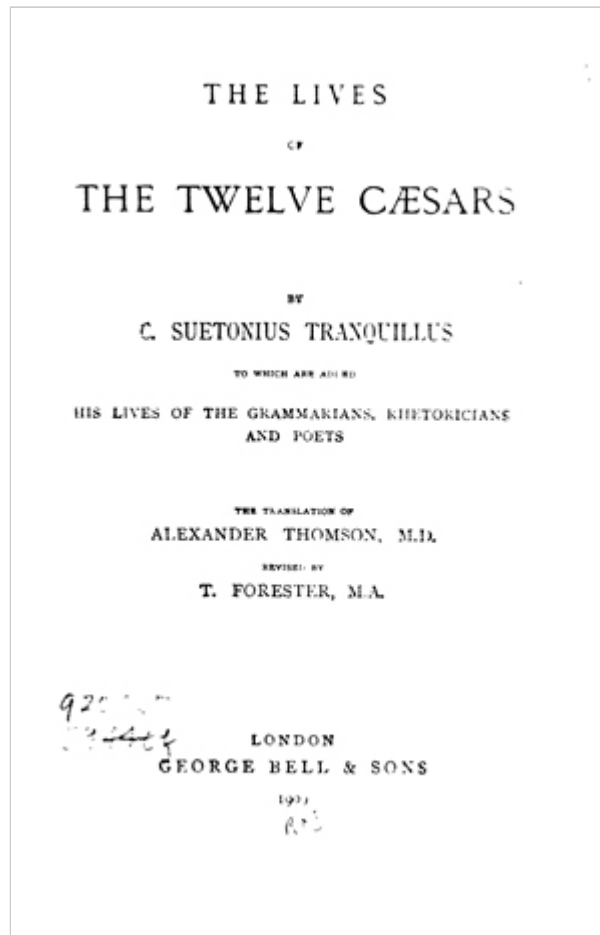 THE LIVES
OF
THE TWELVE CÆSARS
BY
C. SUETONIUS TRANQUILLUS
TO WHICH ARE ADDED
HIS LIVES OF THE GRAMMARIANS, RHETORICIANS
AND POETS
THE TRANSLATION OF
ALEXANDER THOMSON, M.D.
REVISED BY
T. FORESTER, M.A.
LONDON
GEORGE BELL & SONS